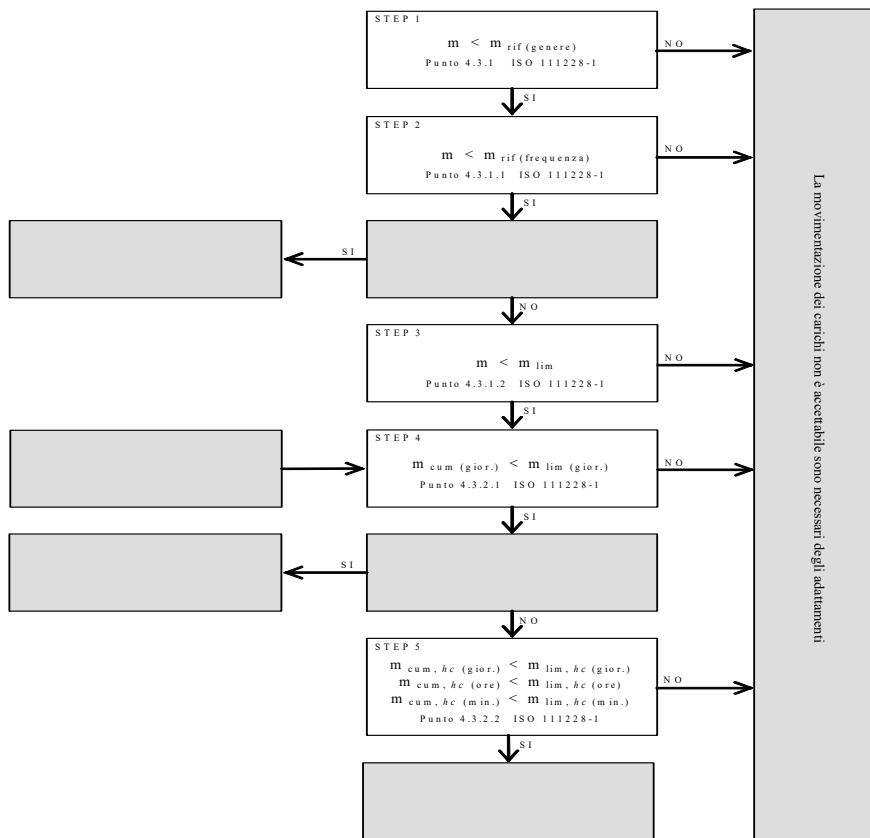 STEP 1
m < m rif (genere)
Punto 4.3.1 ISO 111228-1
NO
SI
STEP 2
m < m rif (frequenza)
Punto 4.3.1.1 ISO 111228-1
NO
SI
SI
NO
STEP 3
m < m lim
Punto 4.3.1.2 ISO 111228-1
NO
SI
STEP 4
m cum (gior.) < m lim (gior.)
Punto 4.3.2.1 ISO 111228-1
NO
SI
SI
NO
STEP 5
m cum, hc (gior.) < m lim, hc (gior.)
m cum, hc (ore) < m lim, hc (ore)
m cum, hc (min.) < m lim, hc (min.)
Punto 4.3.2.2 ISO 111228-1
NO
SI
La movimentazione dei carichi non è accettabile sono necessari degli adattamenti